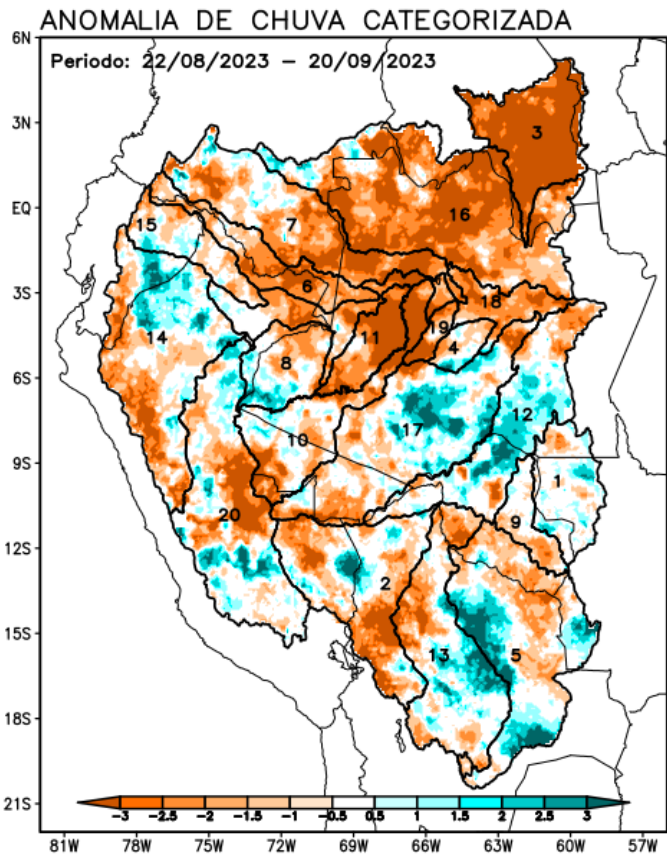 ANOMALIA DE CHUVA CATEGORIZADA
6N
Periodo: 22/08/2023 – 20/09/2023
3N
3
EQ
16
15
7
3S
6
18
19
11
14
4
8
6S
12
17
10
9S
1
20
9
12S
2
15S
13
5
18S
21S
-3 -2.5 -2 -1.5 -1 -0.5 0.5 1 1.5 2 2.5 3
81W 78W 75W 72W 69W 66W 63W 60W 57W